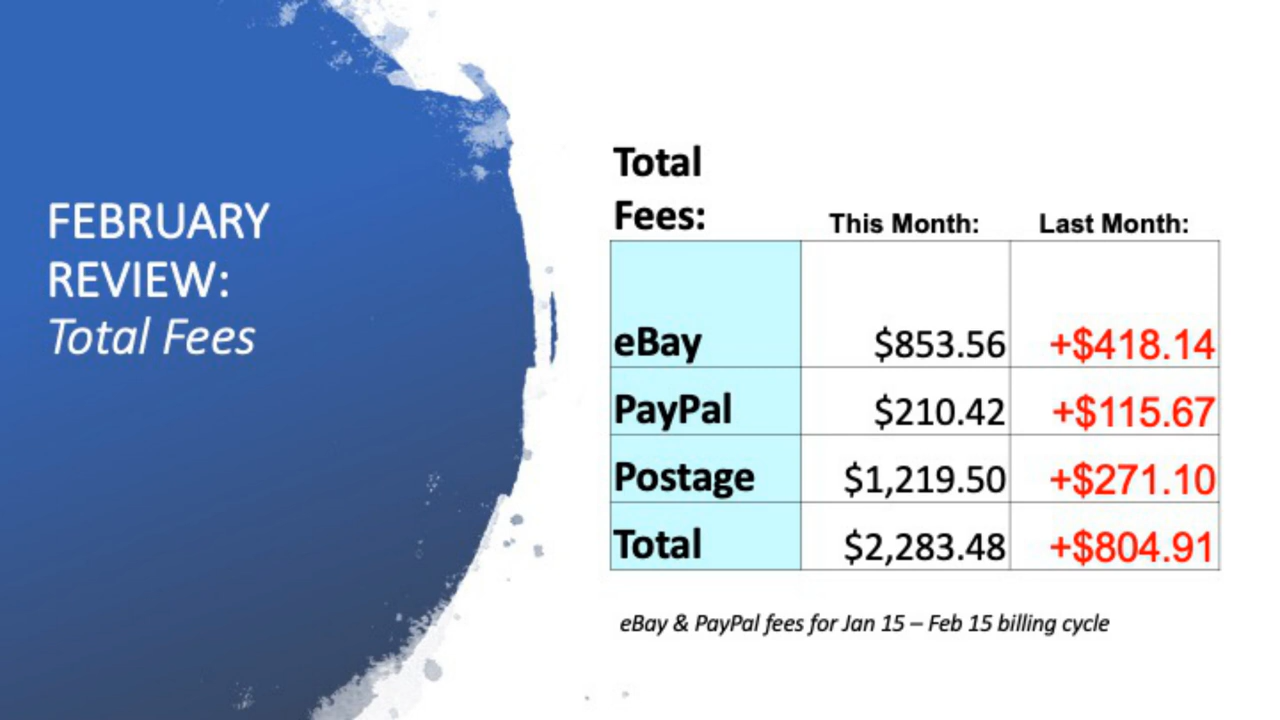 FEBRUARY
REVIEW:
Total Fees
Total
Fees: This Month: Last Month:
eBay $853.56 +$418.14
PayPal $210.42 +$115.67
Postage $1,219.50 +$271.10
Total $2,283.48 +$804.91
eBay & PayPal fees for Jan 15 – Feb 15 billing cycle